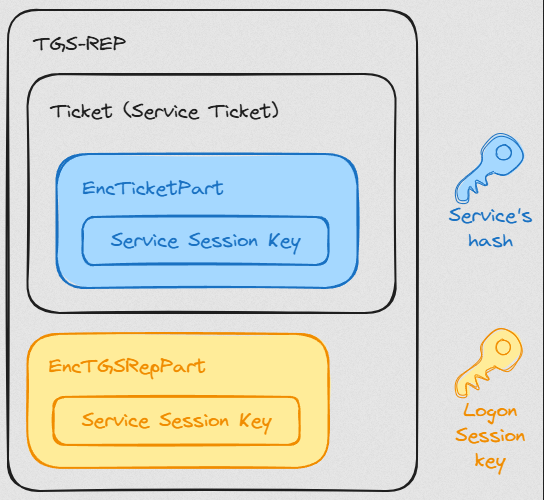 TGS-REP
Ticket (Service Ticket)
EncTicketPart
Service Session Key
Service's
hash
EncTGSRepPart
Service Session Key
Logon
Session
key